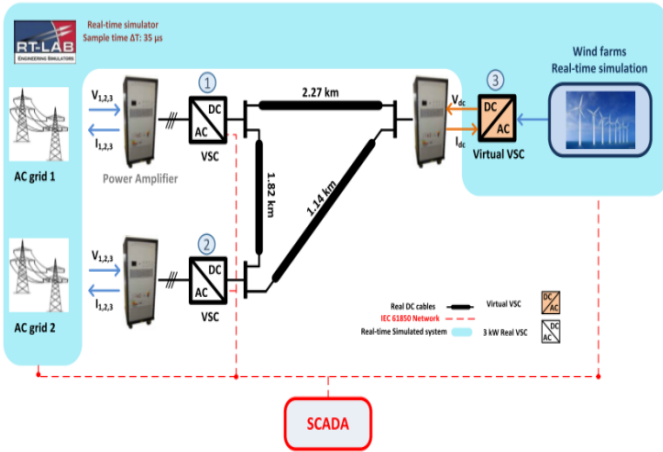 RT-LAB
ENGINEERING SIMULATORS
Real-time simulator
Sample time ΔT: 35 µs
V1,2,3
I1,2,3
AC grid 1
Power Amplifier
1
DC
AC
VSC
2.27 km
1.82 km
1.14 km
Vdc
Idc
3
DC
AC
Virtual VSC
Wind farms
Real-time simulation
V1,2,3
I1,2,3
AC grid 2
2
DC
AC
VSC
Real DC cables
IEC 61850 Network
Real-time Simulated system
Virtual VSC
DC
AC
3 kW Real VSC
DC
AC
SCADA